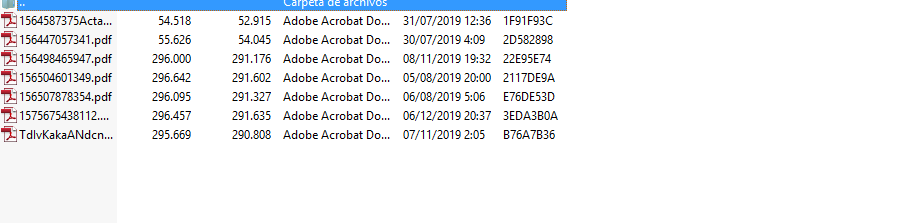 .. Carpeta de archivos
1564587375Acta... 54.518 52.915 Adobe Acrobat Do... 31/07/2019 12:36 1F91F93C
156447057341.pdf 55.626 54.045 Adobe Acrobat Do... 30/07/2019 4:09 2D582898
156498465947.pdf 296.000 291.176 Adobe Acrobat Do... 08/11/2019 19:32 22E95E74
156504601349.pdf 296.642 291.602 Adobe Acrobat Do... 05/08/2019 20:00 2117DE9A
156507878354.pdf 296.095 291.327 Adobe Acrobat Do... 06/08/2019 5:06 E76DE53D
1575675438112.... 296.457 291.635 Adobe Acrobat Do... 06/12/2019 20:37 3EDA3B0A
TdlvKakaANdcn... 295.669 290.808 Adobe Acrobat Do... 07/11/2019 2:05 B76A7B36